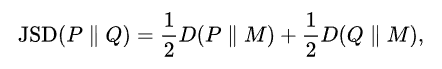 JSD(P ∥ Q) = 1/2 D(P ∥ M) + 1/2 D(Q ∥ M),